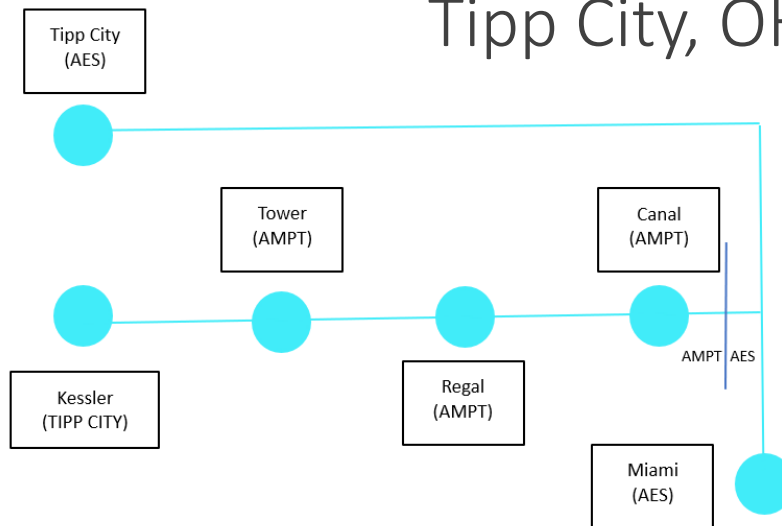 Tipp City, OH
Tipp City
(AES)
Tower
(AMPT)
Canal
(AMPT)
AMPT AES
Kessler
(TIPP CITY)
Regal
(AMPT)
Miami
(AES)